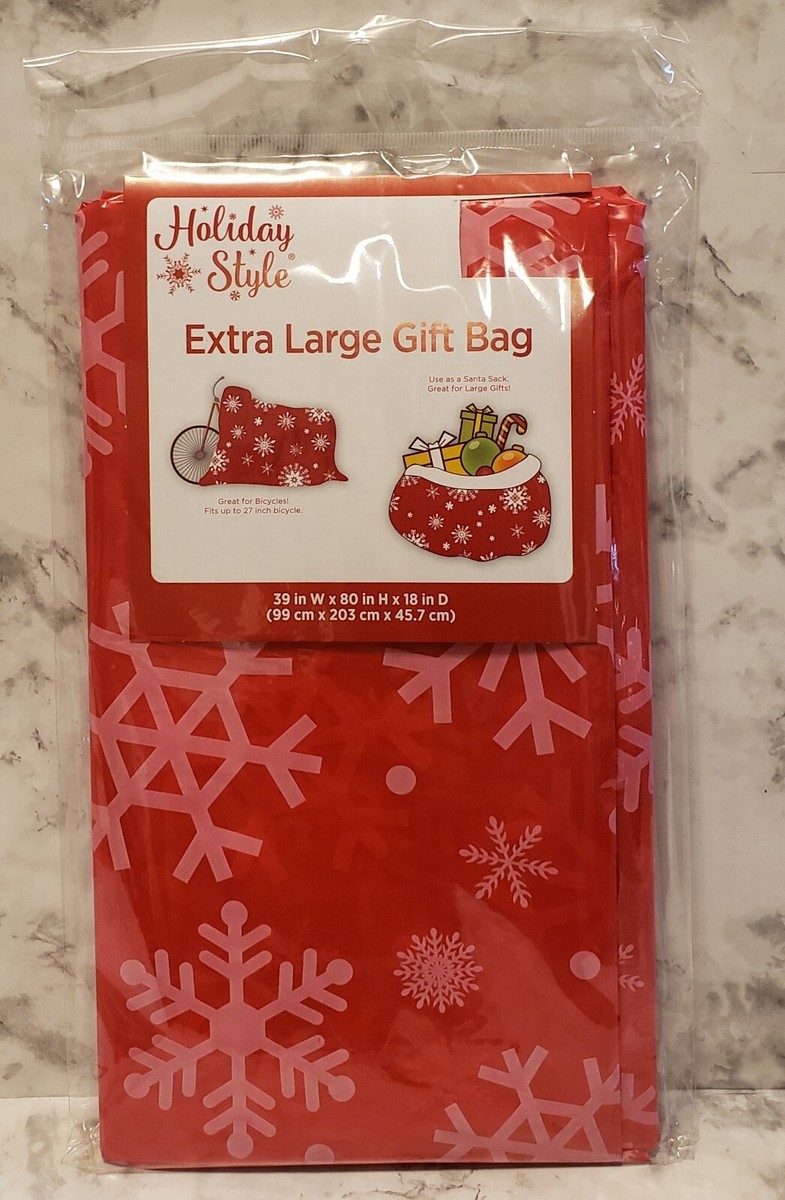 Holiday
Style®
Extra Large Gift Bag
Use as a Santa Sack.
Great for Large Gifts!
Great for Bicycles!
Fits up to 27 inch bicycle.
39 in W x 80 in H x 18 in D
(99 cm x 203 cm x 45.7 cm)